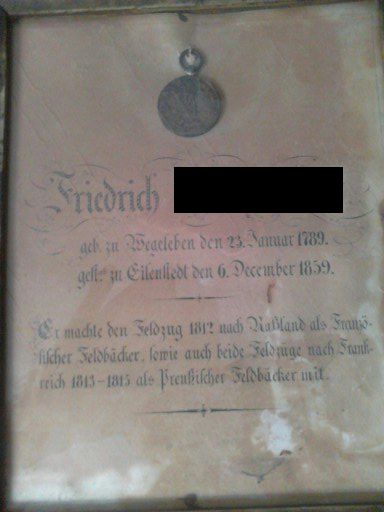 Friedrich
geb. zu Wegeleben den 23. Januar 1789.
gest. zu Eilenstedt den 6. December 1859.
Er machte den Feldzug 1812 nach Rußland als Franzö-
sischer Feldbäcker, sowie auch beide Feldzuge nach Frank-
reich 1813-1815 als Preußischer Feldbäcker mit.